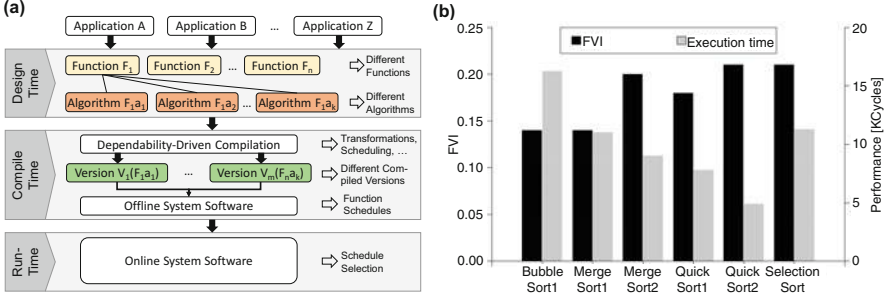 (a)
Application A
Application B
...
Application Z
Design Time
Function F1
Function F2
...
Function Fn
Different Functions
Algorithm F1a1
Algorithm F1a2
...
Algorithm F1ak
Different Algorithms
Compile Time
Dependability-Driven Compilation
Transformations, Scheduling, ...
Version V1(F1a1)
...
Version Vm(Fnak)
Different Com-
piled Versions
Offline System Software
Function Schedules
Run-
Time
Online System Software
Schedule Selection
(b)
FVI
Execution time
0.25
0.20
0.15
0.10
0.05
0.00
FVI
20
15
10
5
0
Performance [KCycles]
Bubble Sort1
Merge Sort1
Merge Sort2
Quick Sort1
Quick Sort2
Selection Sort